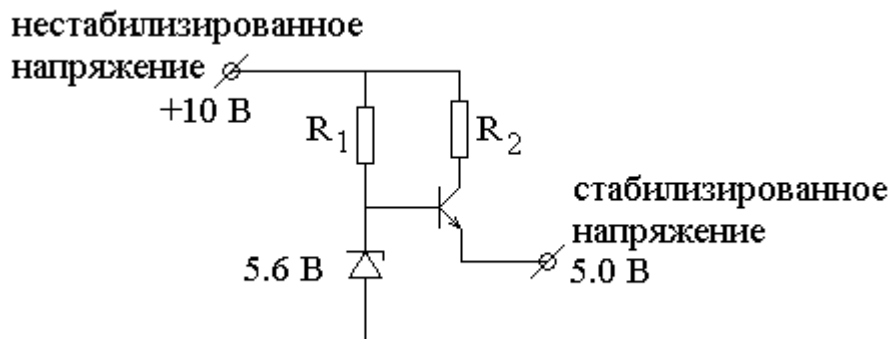 нестабилизированное
напряжение
+10 В
R1
R2
стабилизированное
напряжение
5.0 В
5.6 В